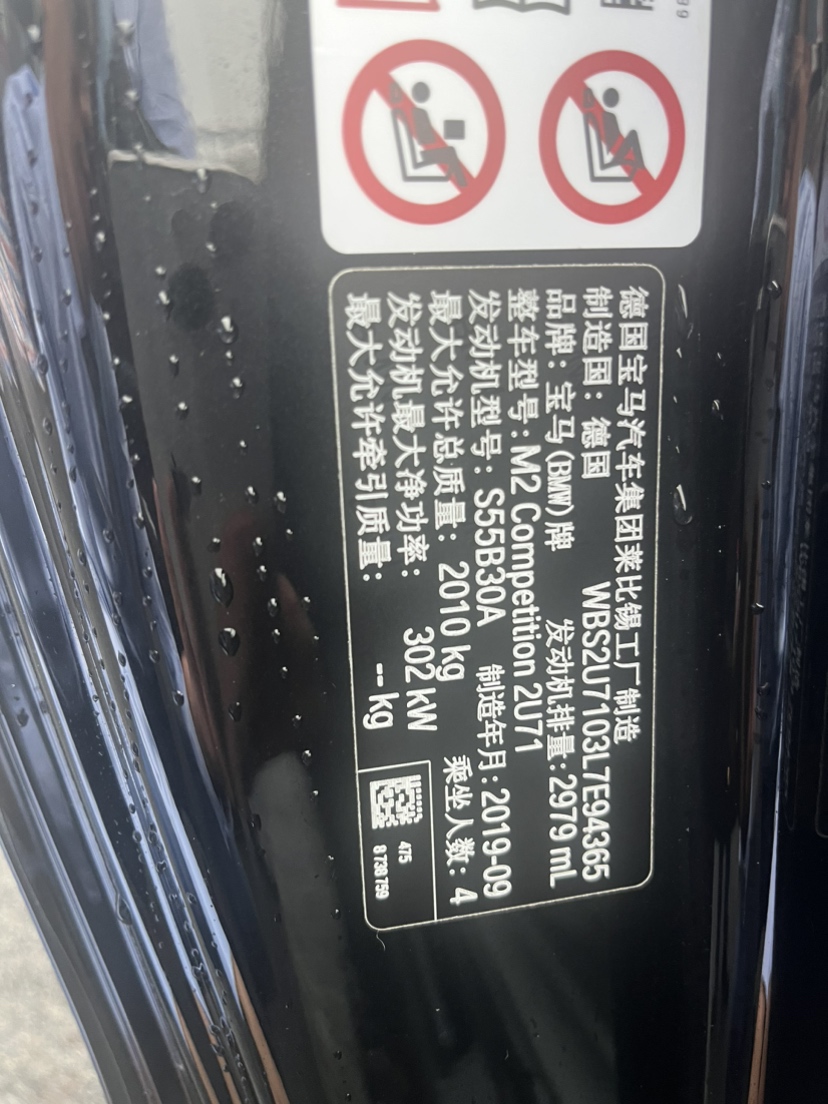 德国宝马汽车集团莱比锡工厂制造
制造国：德国 WBS2U7103L7E94365
品牌：宝马(BMW)牌 发动机排量：2979 mL
整车型号：M2 Competition 2U71
发动机型号：S55B30A 制造年月：2019-09
最大允许总质量：2010 kg 乘坐人数：4
发动机最大净功率：302 kW
最大允许牵引质量：-- kg
475
8 738 759